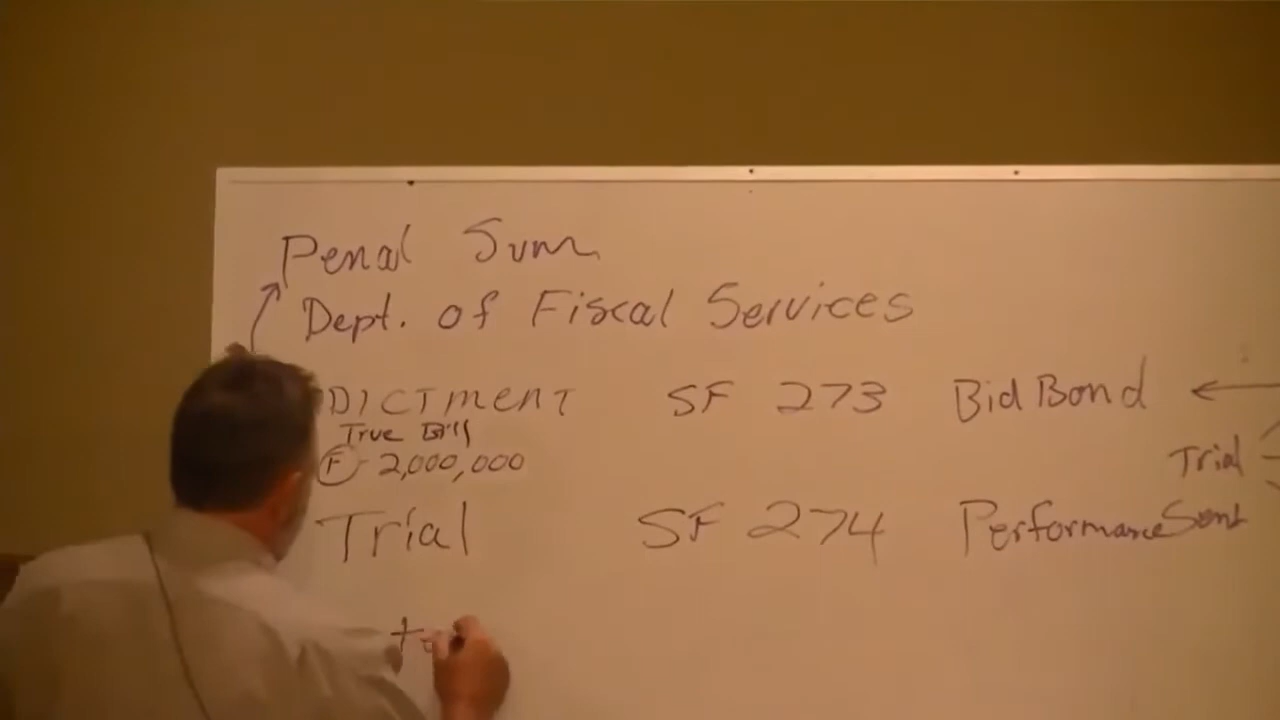 Penal Sum
Dept. of Fiscal Services
DICTMENT SF 273 Bid Bond
True Bill
F - 2,000,000
Trial
Trial SF 274 Performance Sent